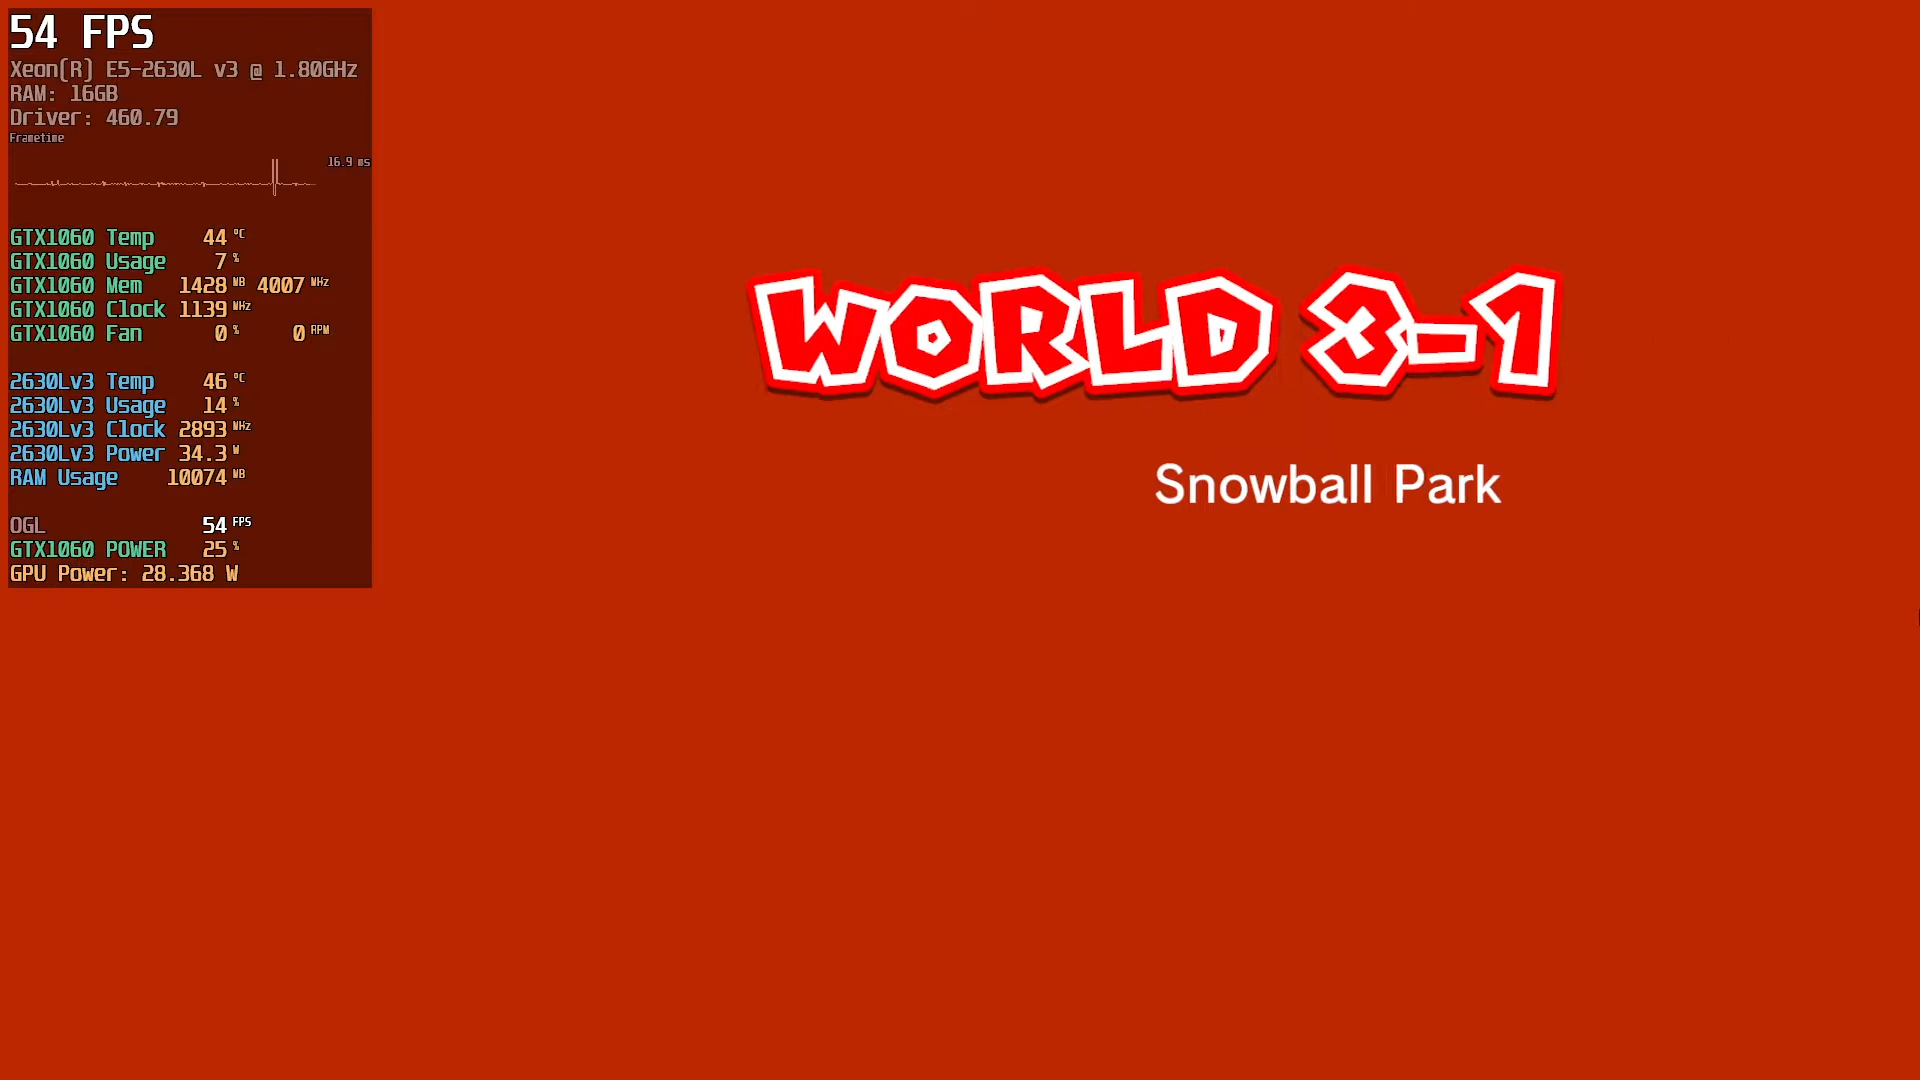 54 FPS
Xeon(R) E5-2630L v3 @ 1.80GHz
RAM: 16GB
Driver: 460.79
Frametime
16.9 ms
GTX1060 Temp 44 °C
GTX1060 Usage 7 %
GTX1060 Mem 1428 MB 4007 MHz
GTX1060 Clock 1139 MHz
GTX1060 Fan 0 % 0 RPM
2630Lv3 Temp 46 °C
2630Lv3 Usage 14 %
2630Lv3 Clock 2893 MHz
2630Lv3 Power 34.3 W
RAM Usage 10074 MB
OGL 54 FPS
GTX1060 POWER 25 %
GPU Power: 28.368 W
WORLD 3-1
Snowball Park